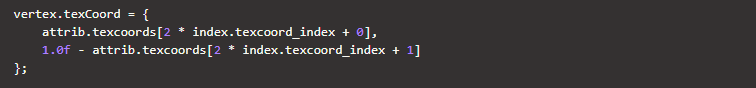 vertex.texCoord = {
    attrib.texcoords[2 * index.texcoord_index + 0],
    1.0f - attrib.texcoords[2 * index.texcoord_index + 1]
};